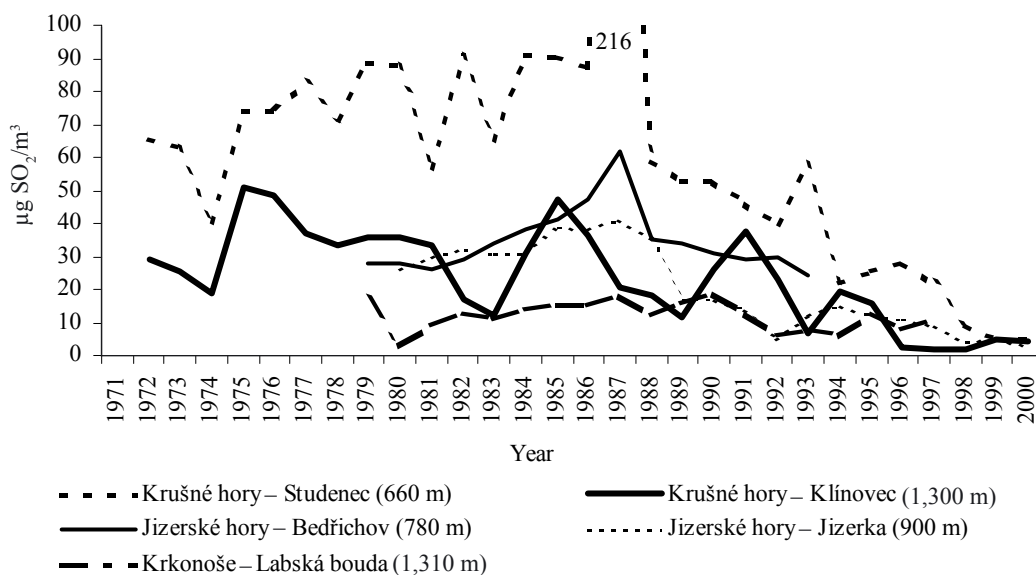 100
216
90
80
70
60
50
40
30
20
10
0
µg SO₂/m³
1971 1972 1973 1974 1975 1976 1977 1978 1979 1980 1981 1982 1983 1984 1985 1986 1987 1988 1989 1990 1991 1992 1993 1994 1995 1996 1997 1998 1999 2000
Year
Krušné hory – Studenec (660 m) Krušné hory – Klínovec (1,300 m)
Jizerské hory – Bedřichov (780 m) Jizerské hory – Jizerka (900 m)
Krkonoše – Labská bouda (1,310 m)